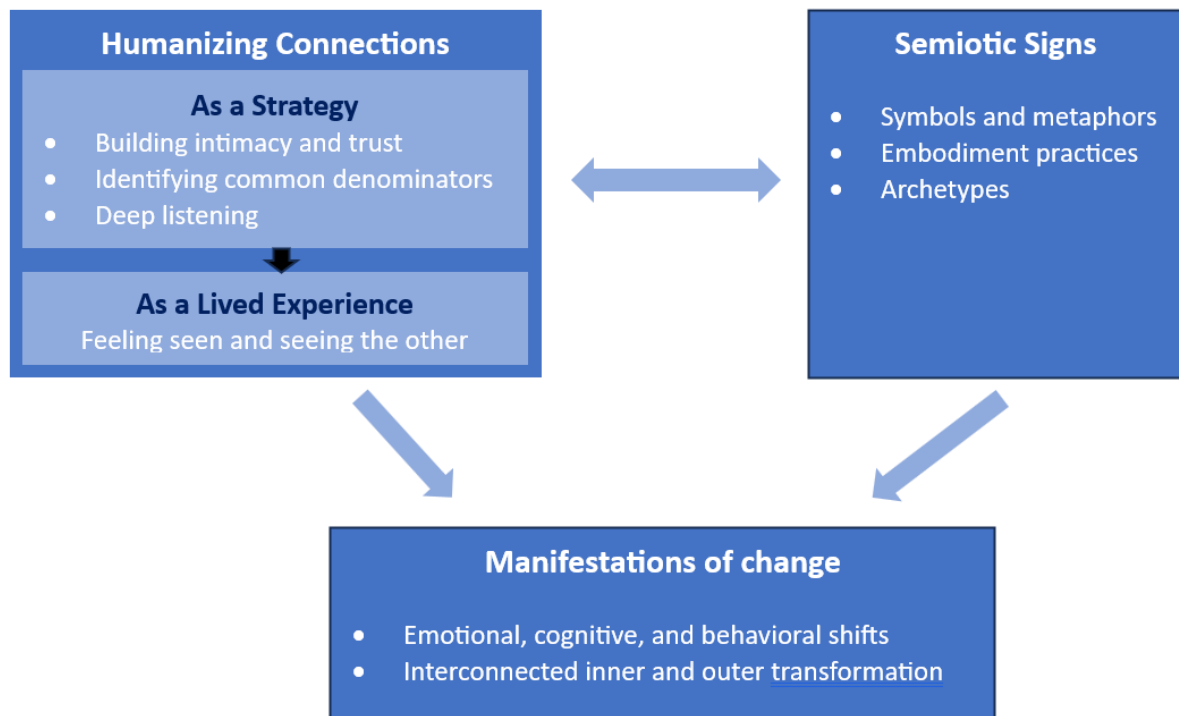 Humanizing Connections
As a Strategy
• Building intimacy and trust
• Identifying common denominators
• Deep listening
As a Lived Experience
Feeling seen and seeing the other
Semiotic Signs
• Symbols and metaphors
• Embodiment practices
• Archetypes
Manifestations of change
• Emotional, cognitive, and behavioral shifts
• Interconnected inner and outer transformation